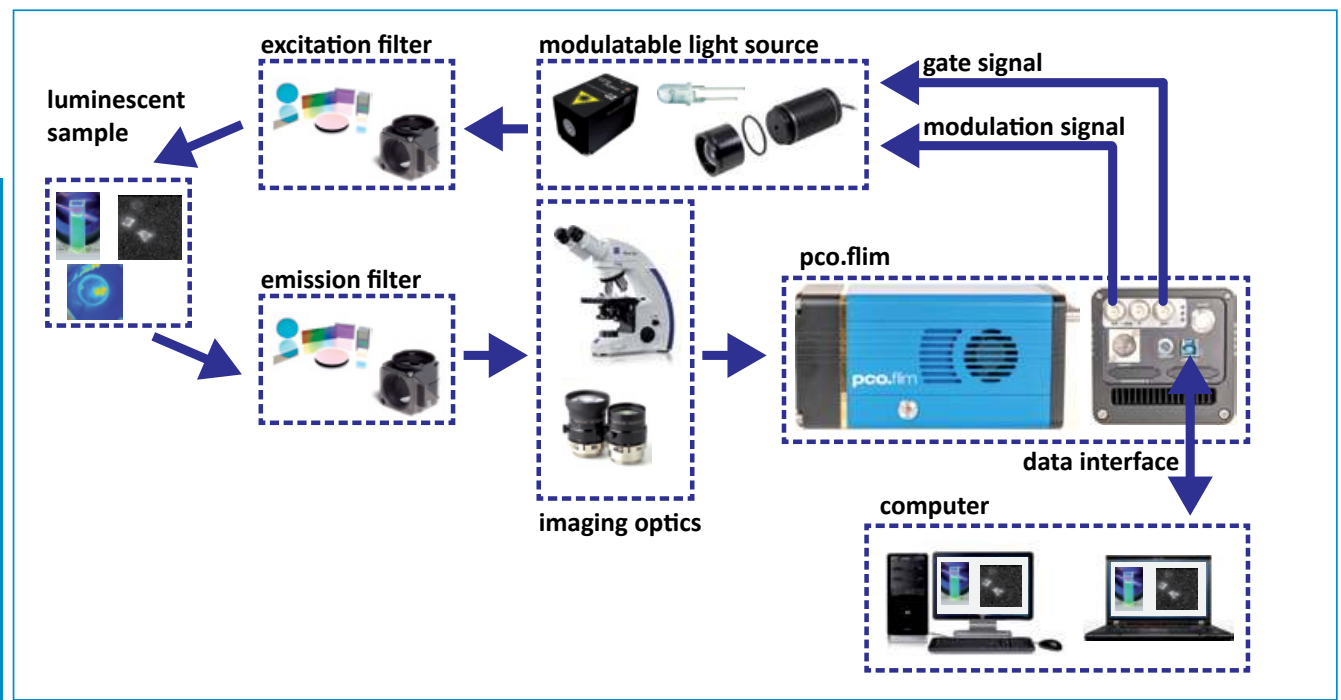 excitation filter
modulatable light source
gate signal
luminescent
sample
modulation signal
emission filter
pco.flim
pco.flim
data interface
computer
imaging optics